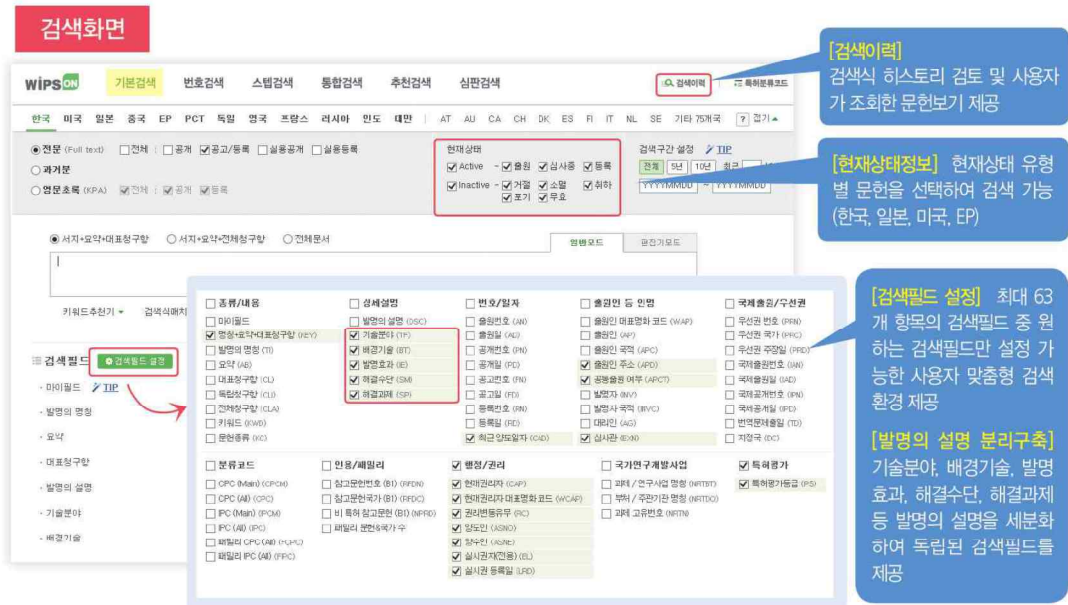 검색화면
WIPS ON 기본검색 번호검색 스텝검색 통합검색 추천검색 심판검색 검색이력 특허분류코드
한국 미국 일본 중국 EP PCT 독일 영국 프랑스 러시아 인도 대만 AT AU CA CH DK ES FI IT NL SE 기타 75개국 ? 접기
전문 (Full text) 전체 공개 공고/등록 실용공개 실용등록
과거분
영문초록 (KPA) 전체 공개 등록
현재상태
Active - 출원 심사중 등록
Inactive - 거절 소멸 취하
포기 무효
검색구간 설정 TIP
전체 5년 10년 최근
YYYYMMDD ~ YYYYMMDD
서지+요약+대표청구항 서지+요약+전체청구항 전체문서
일반모드 편집기모드
키워드추천기 검색식배치
검색필드 검색필드 설정
· 마이필드 TIP
· 발명의 명칭
· 요약
· 대표청구항
· 발명의 설명
· 기술분야
· 배경기술
종류/내용
마이필드
명칭+요약+대표청구항 (KEY)
발명의 명칭 (TI)
요약 (AB)
대표청구항 (CL)
독립청구항 (CLI)
전체청구항 (CLA)
키워드 (KWD)
문헌종류 (KC)
상세설명
발명의 설명 (DSC)
기술분야 (TF)
배경기술 (BT)
발명효과 (IE)
해결수단 (SM)
해결과제 (SP)
번호/일자
출원번호 (AN)
출원일 (AD)
공개번호 (PN)
공개일 (PD)
공고번호 (FN)
공고일 (FD)
등록번호 (RN)
등록일 (RD)
최근양도일자 (CAD)
출원인 등 인명
출원인 대표명화 코드 (WAP)
출원인 (AP)
출원인 국적 (APC)
출원인 주소 (APD)
공동출원 여부 (APCT)
발명자 (INV)
발명자 국적 (INVC)
대리인 (AG)
심사관 (EXN)
국제출원/우선권
우선권 번호 (PRN)
우선권 국가 (PRC)
우선권 주장일 (PRD)
국제출원번호 (IAN)
국제출원일 (IAD)
국제공개번호 (IPN)
국제공개일 (IPD)
번역문제출일 (TD)
지정국 (DC)
분류코드
CPC (Main) (CPCM)
CPC (All) (CPC)
IPC (Main) (IPCM)
IPC (All) (IPC)
패밀리 CPC (All) (FCPC)
패밀리 IPC (All) (FIPC)
인용/패밀리
참고문헌번호 (B1) (RFDN)
참고문헌국가 (B1) (RFDC)
비 특허 참고문헌 (B1) (NPRD)
패밀리 문헌&국가 수
행정/권리
현재권리자 (CAP)
현재권리자 대표명화 코드 (WCAP)
권리변동유무 (RC)
양도인 (ASNO)
양수인 (ASNE)
실시권자(전용) (EL)
실시권 등록일 (LRD)
국가연구개발사업
과제 / 연구사업 명칭 (NRTBT)
부처 / 주관기관 명칭 (NRTDO)
과제 고유번호 (NRTN)
특허평가
특허평가등급 (PS)
[검색이력]
검색식 히스토리 검토 및 사용자
가 조회한 문헌보기 제공
[현재상태정보] 현재상태 유형
별 문헌을 선택하여 검색 가능
(한국, 일본, 미국, EP)
[검색필드 설정] 최대 63
개 항목의 검색필드 중 원
하는 검색필드만 설정 가
능한 사용자 맞춤형 검색
환경 제공
[발명의 설명 분리구축]
기술분야, 배경기술, 발명
효과, 해결수단, 해결과제
등 발명의 설명을 세분화
하여 독립된 검색필드를
제공